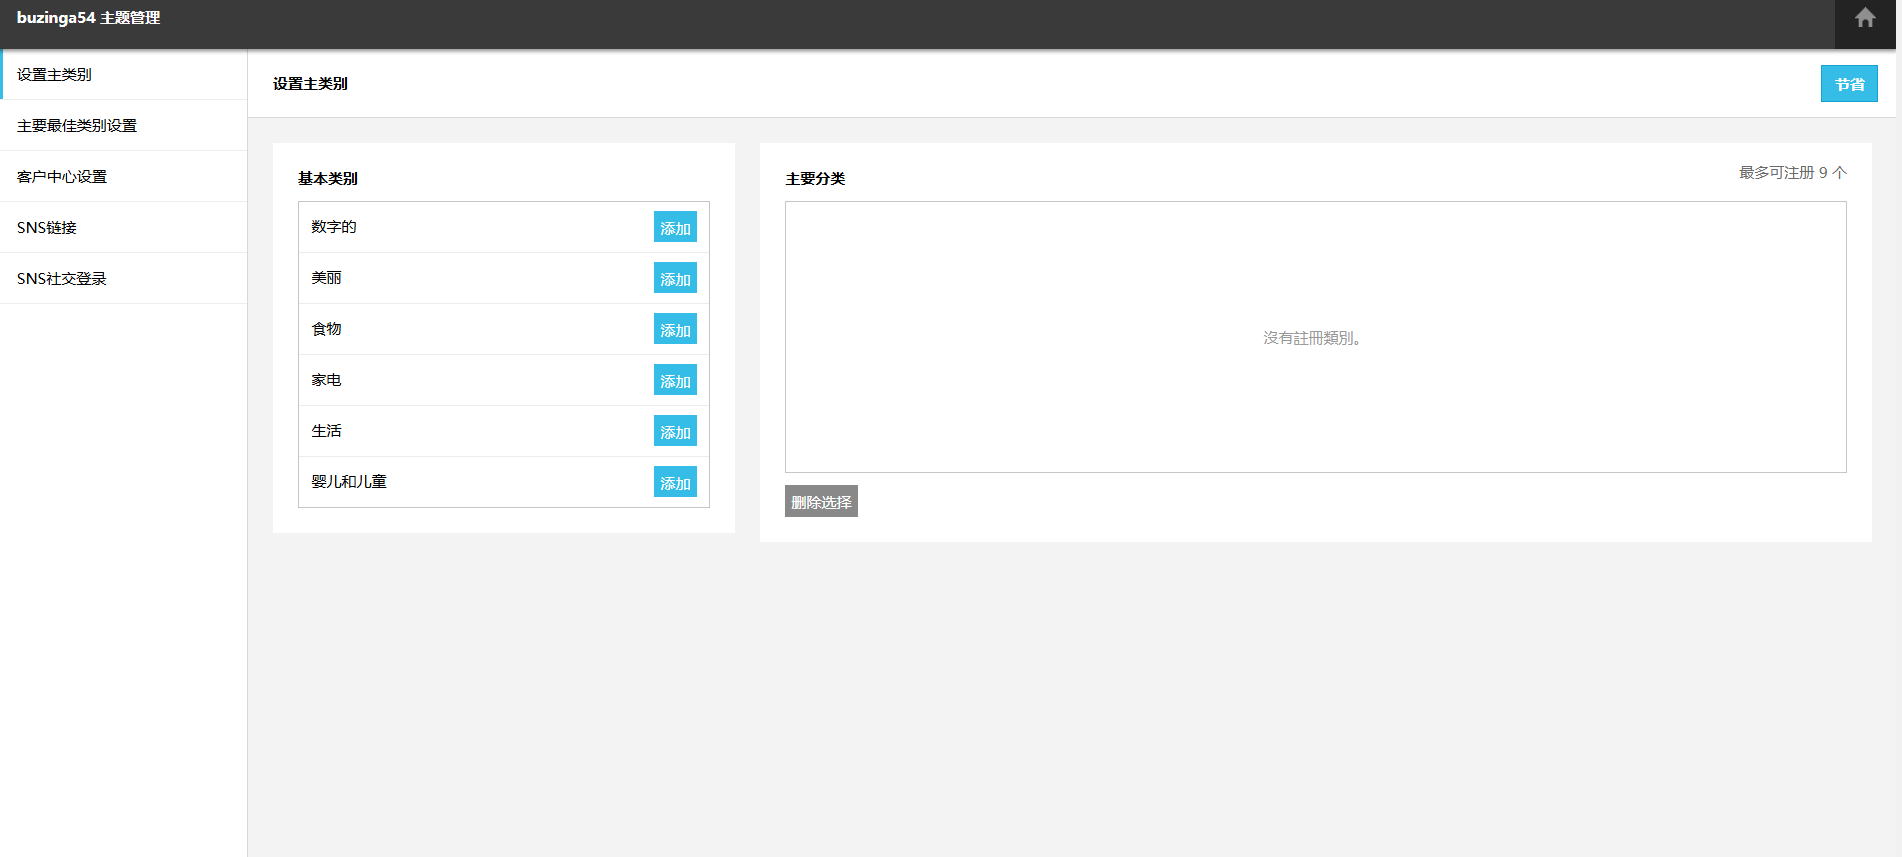 buzinga54 主题管理
设置主类别
主要最佳类别设置
客户中心设置
SNS链接
SNS社交登录
设置主类别
节省
基本类别
数字的 添加
美丽 添加
食物 添加
家电 添加
生活 添加
婴儿和儿童 添加
主要分类
最多可注册 9 个
沒有註冊類別。
删除选择